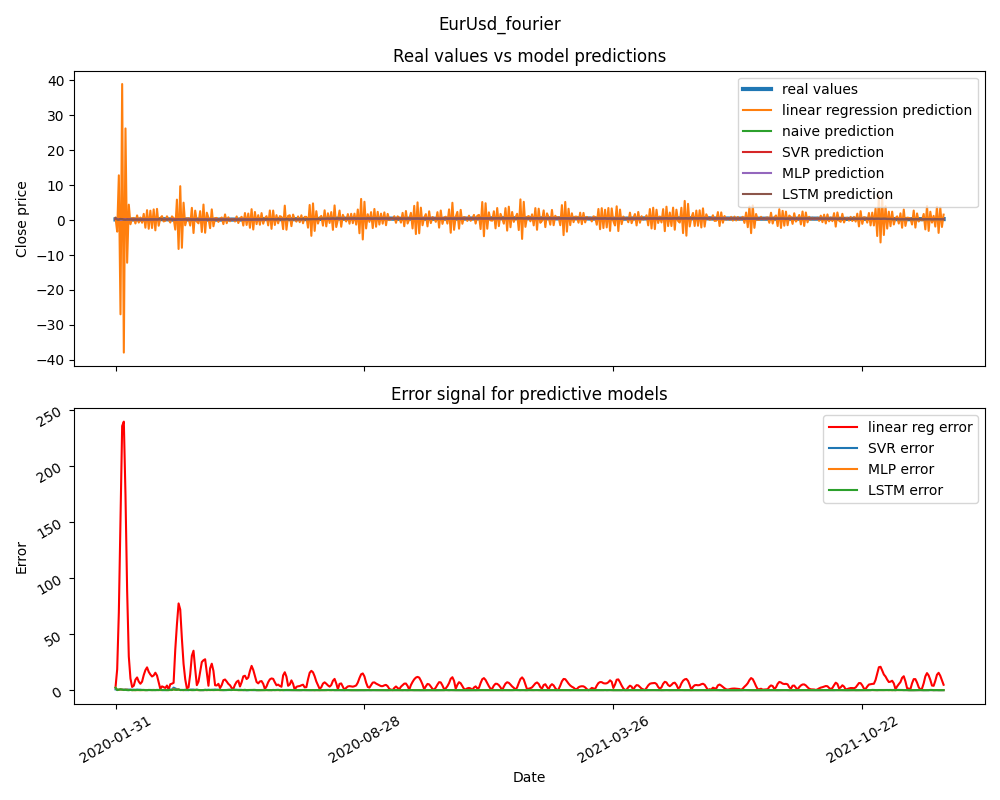 EurUsd_fourier
Real values vs model predictions
40
30
20
10
0
−10
−20
−30
−40
Close price
real values
linear regression prediction
naive prediction
SVR prediction
MLP prediction
LSTM prediction
Error signal for predictive models
250
200
150
100
50
0
Error
linear reg error
SVR error
MLP error
LSTM error
2020-01-31
2020-08-28
2021-03-26
2021-10-22
Date